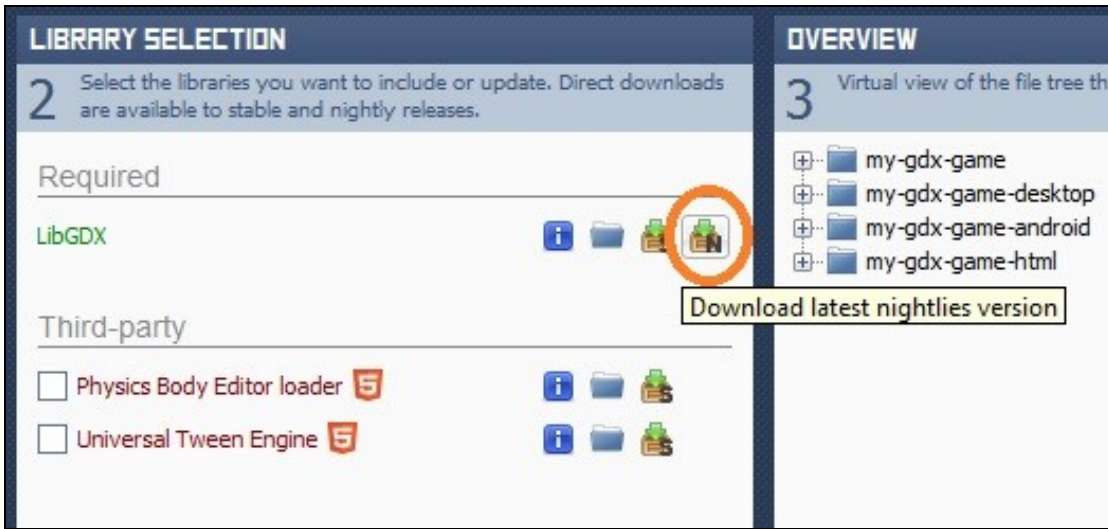 LIBRARY SELECTION
2
Select the libraries you want to include or update. Direct downloads
are available to stable and nightly releases.
Required
LibGDX
Third-party
Physics Body Editor loader
Universal Tween Engine
OVERVIEW
3
Virtual view of the file tree th
my-gdx-game
my-gdx-game-desktop
my-gdx-game-android
my-gdx-game-html
Download latest nightlies version